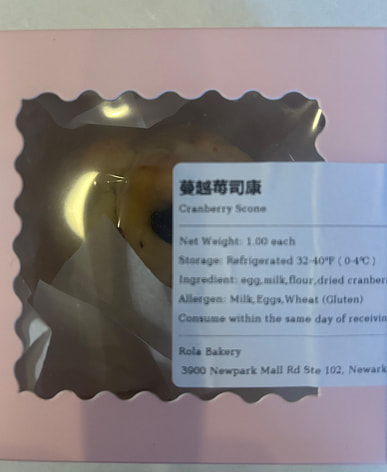 蔓越莓司康
Cranberry Scone
Net Weight: 1.00 each
Storage: Refrigerated 32-40°F ( 0-4℃ )
Ingredient: egg,milk,flour,dried cranber
Allergen: Milk,Eggs,Wheat (Gluten)
Consume within the same day of receivin
Rola Bakery
3900 Newpark Mall Rd Ste 102, Newark